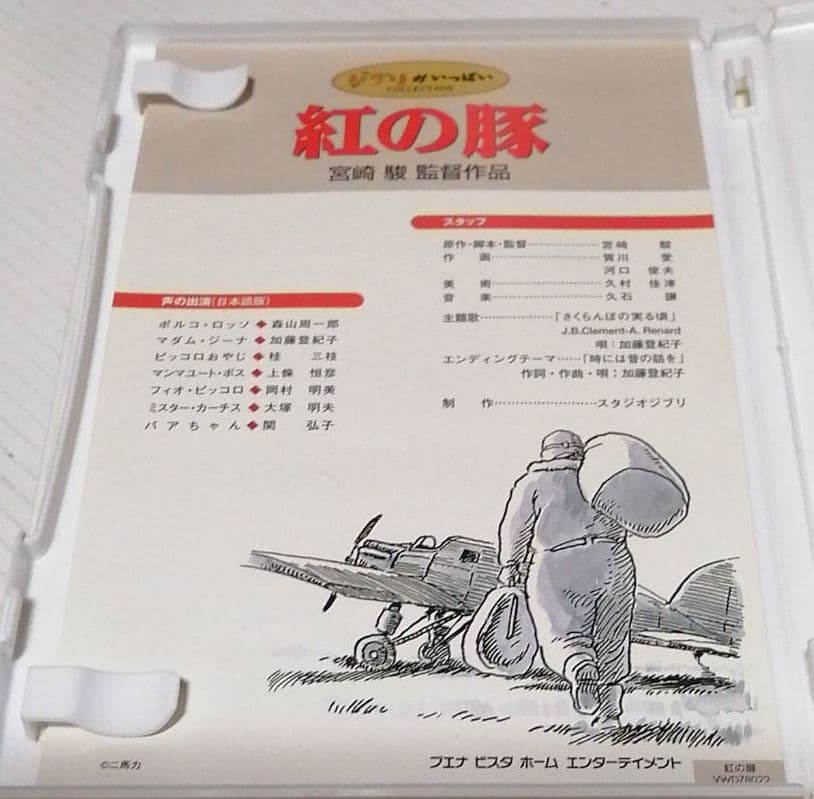 ジブリがいっぱい
COLLECTION
紅の豚
宮崎 駿 監督作品
声の出演(日本語版)
ポルコ・ロッソ◆森山周一郎
マダム・ジーナ◆加藤登紀子
ピッコロおやじ◆桂 三枝
マンマユート・ボス◆上條 恒彦
フィオ・ピッコロ◆岡村 明美
ミスター・カーチス◆大塚 明夫
バアちゃん◆関 弘子
スタッフ
原作・脚本・監督…………宮崎 駿
作 画…………………賀川 愛
河口 俊夫
美 術…………………久村 佳津
音 楽…………………久石 譲
主題歌……………「さくらんぼの実る頃」
J.B.Clement-A. Renard
唄：加藤登紀子
エンディングテーマ……「時には昔の話を」
作詞・作曲・唄：加藤登紀子
制 作…………………スタジオジブリ
©二馬力
ブエナ ビスタ ホーム エンターテイメント
紅の豚
VWDZ8022